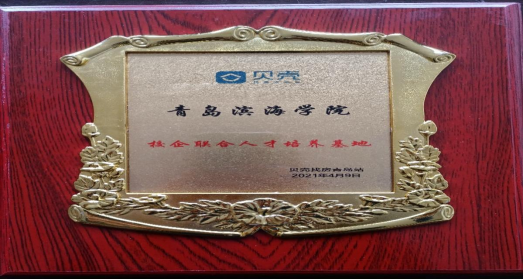 贝壳
青岛滨海学院
校企联合人才培养基地
贝壳找房青岛站
2021年4月9日